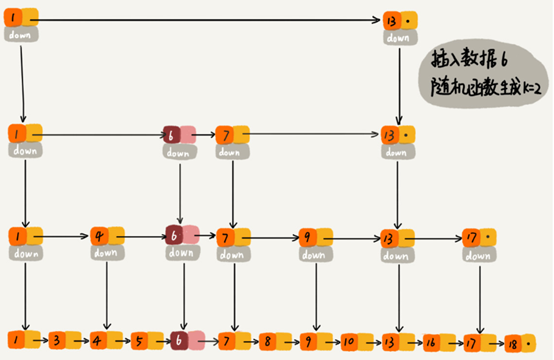 1 13
down down
插入数据6
随机函数生成K=2
1 6 7 13
down down down down
1 4 6 7 9 13 17
down down down down down down down
1 3 4 5 6 7 8 9 10 13 16 17 18